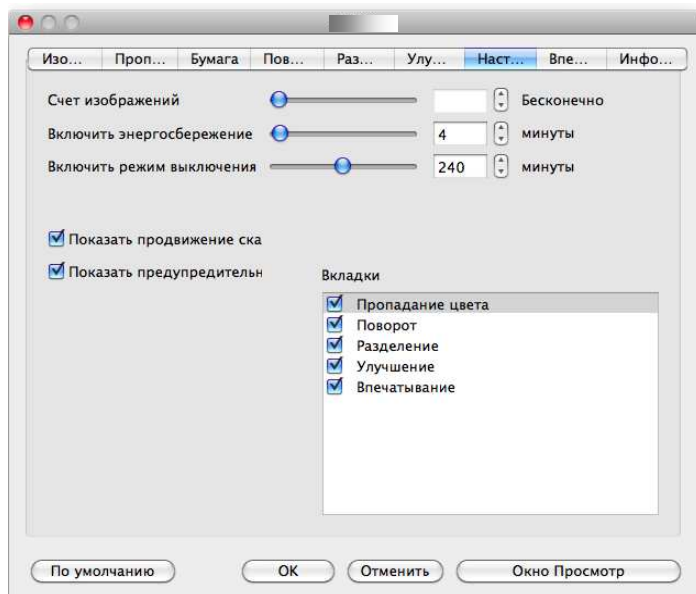 Изо... Проп... Бумага Пов... Раз... Улу... Наст... Впе... Инфо...
Счет изображений Бесконечно
Включить энергосбережение 4 минуты
Включить режим выключения 240 минуты
Показать продвижение ска
Показать предупредительн
Вкладки
Пропадание цвета
Поворот
Разделение
Улучшение
Впечатывание
По умолчанию OK Отменить Окно Просмотр